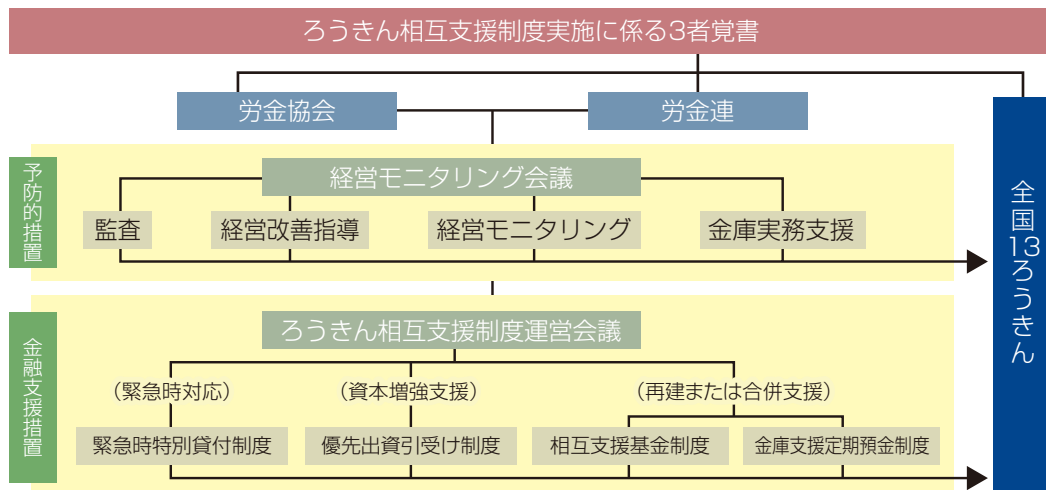 ろうきん相互支援制度実施に係る3者覚書
労金協会
労金連
全国13ろうきん
予防的措置
経営モニタリング会議
監査
経営改善指導
経営モニタリング
金庫実務支援
金融支援措置
ろうきん相互支援制度運営会議
(緊急時対応)
(資本増強支援)
(再建または合併支援)
緊急時特別貸付制度
優先出資引受け制度
相互支援基金制度
金庫支援定期預金制度